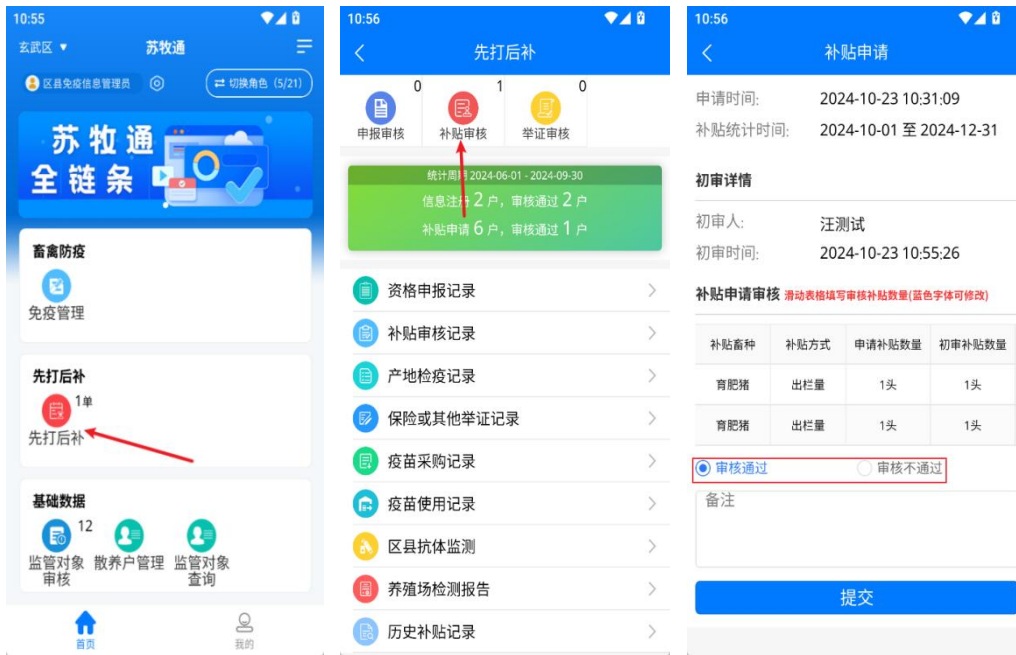 10:55
玄武区 ▼
苏牧通
区县免疫信息管理员
切换角色 (5/21)
苏牧通
全链条
畜禽防疫
免疫管理
先打后补
1单
先打后补
基础数据
12
监管对象审核
散养户管理
监管对象查询
首页
我的
10:56
先打后补
0
1
0
申报审核
补贴审核
举证审核
统计周期 2024-06-01 - 2024-09-30
信息注册 2 户，审核通过 2 户
补贴申请 6 户，审核通过 1 户
资格申报记录
补贴审核记录
产地检疫记录
保险或其他举证记录
疫苗采购记录
疫苗使用记录
区县抗体监测
养殖场检测报告
历史补贴记录
10:56
补贴申请
申请时间: 2024-10-23 10:31:09
补贴统计时间: 2024-10-01 至 2024-12-31
初审详情
初审人: 汪测试
初审时间: 2024-10-23 10:55:26
补贴申请审核 滑动表格填写审核补贴数量(蓝色字体可修改)
补贴畜种 补贴方式 申请补贴数量 初审补贴数量
育肥猪 出栏量 1头 1头
育肥猪 出栏量 1头 1头
审核通过 审核不通过
备注
提交